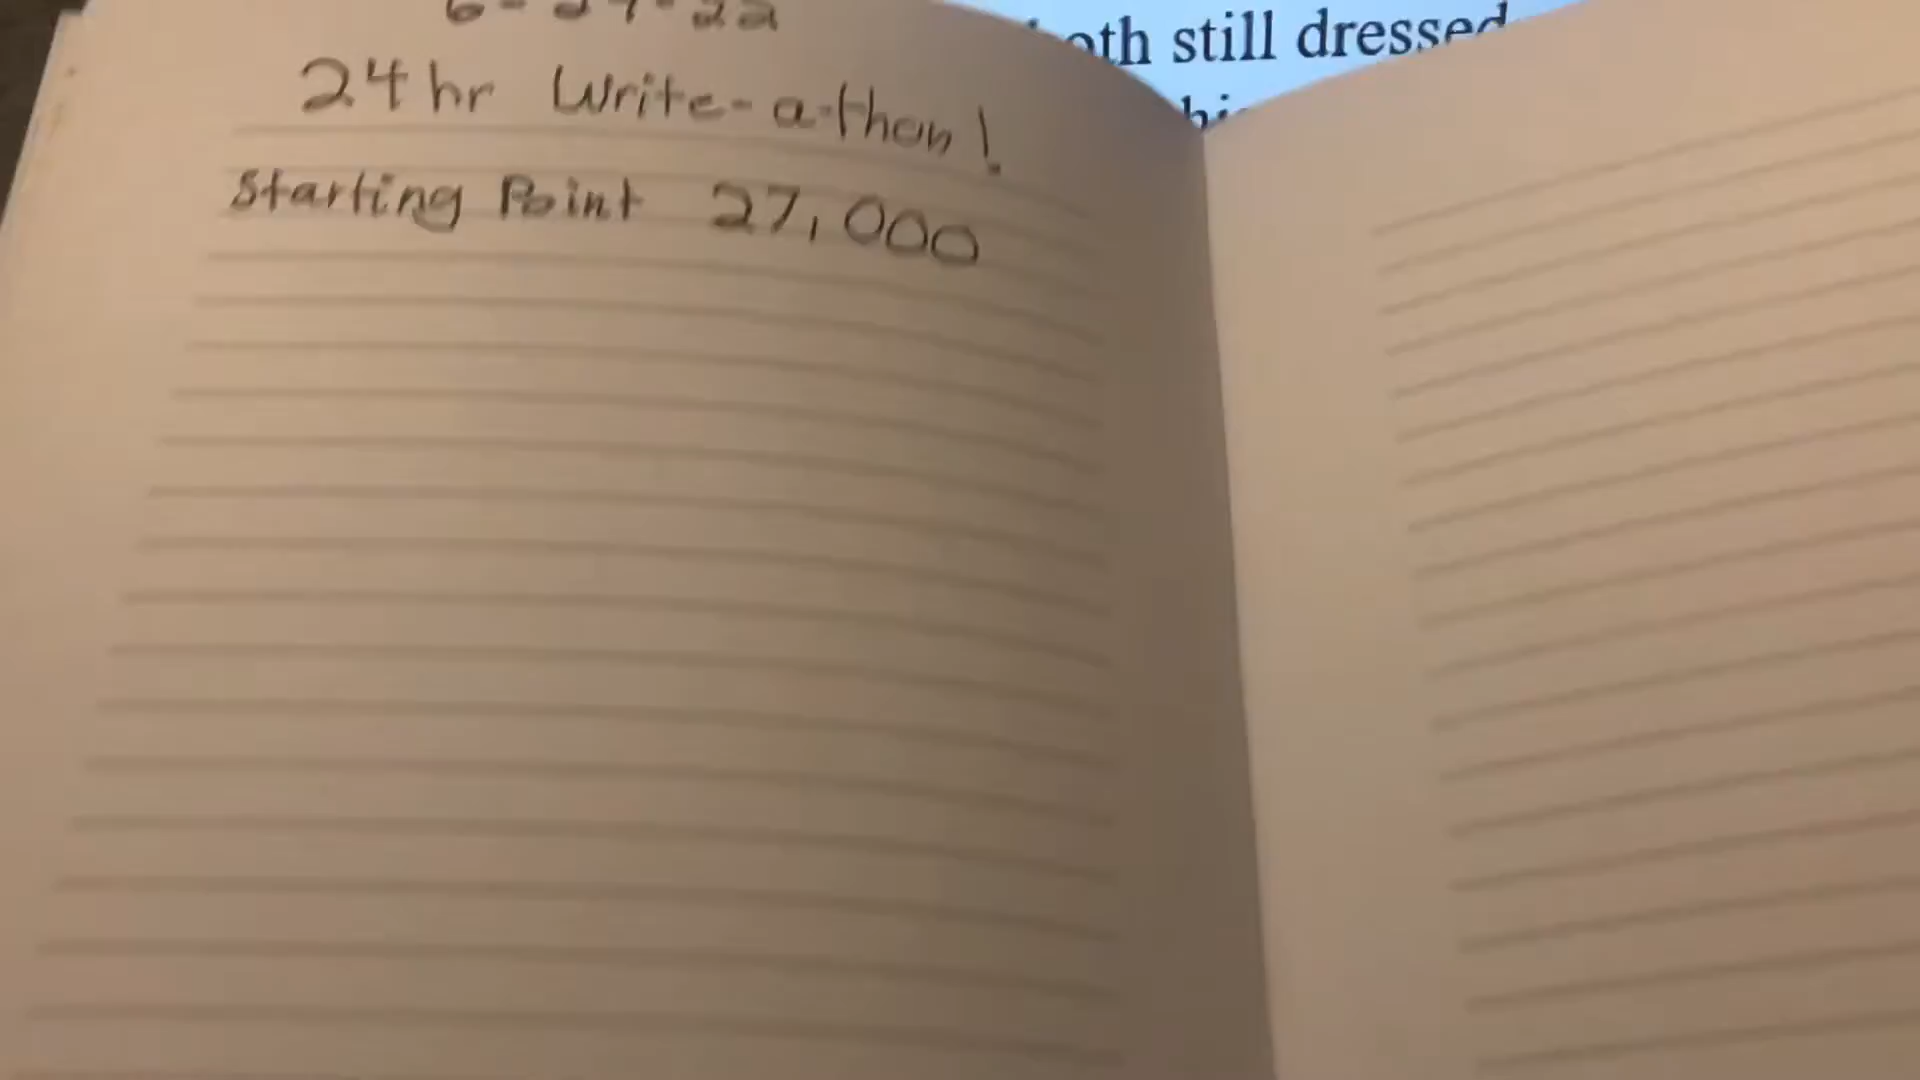 24 hr Write-a-thon!
Starting Point 27,000
still dressed